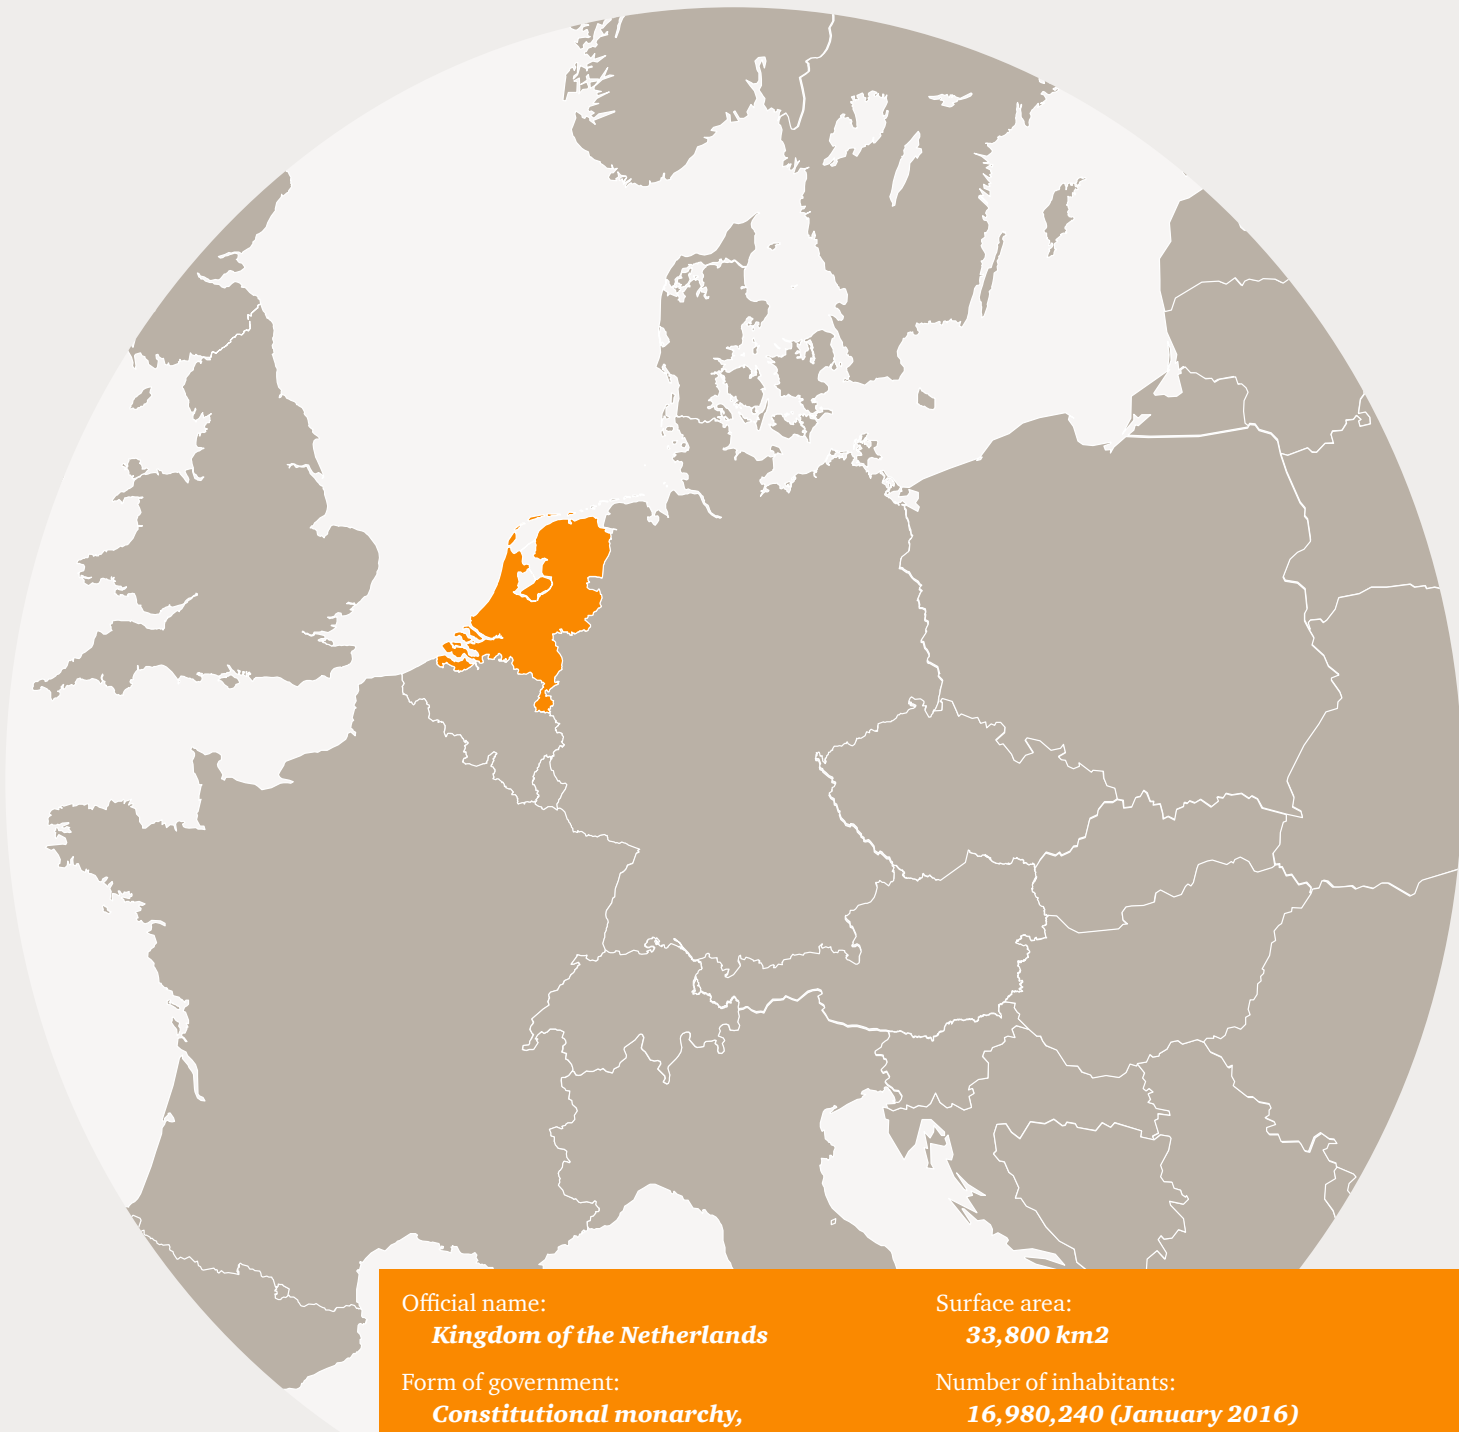 Official name:
Kingdom of the Netherlands
Form of government:
Constitutional monarchy,
Surface area:
33,800 km2
Number of inhabitants:
16,980,240 (January 2016)